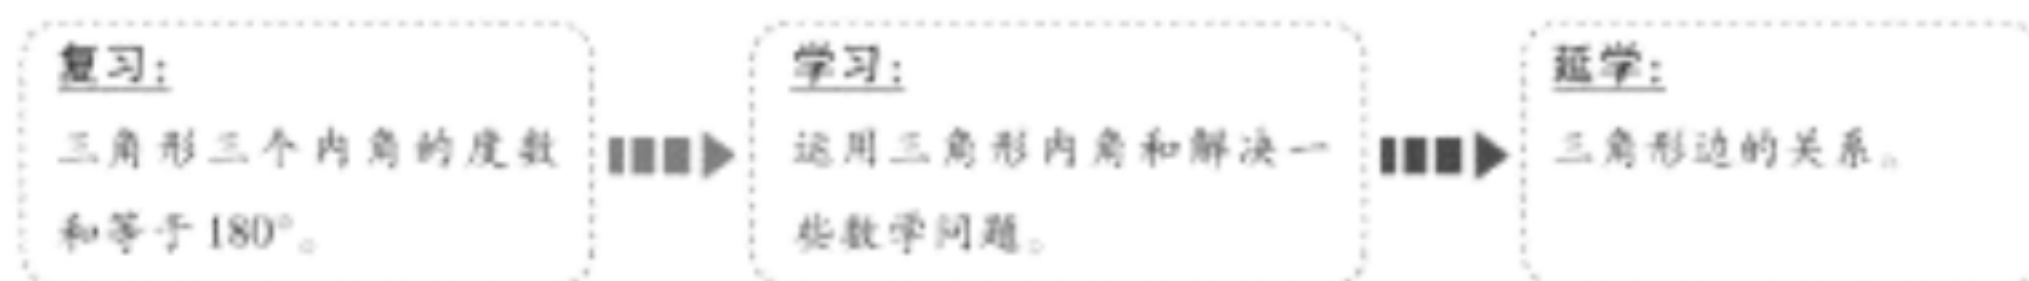 复习:
三角形三个内角的度数
和等于180°。
学习:
运用三角形内角和解决一
些数学问题。
延学:
三角形边的关系。